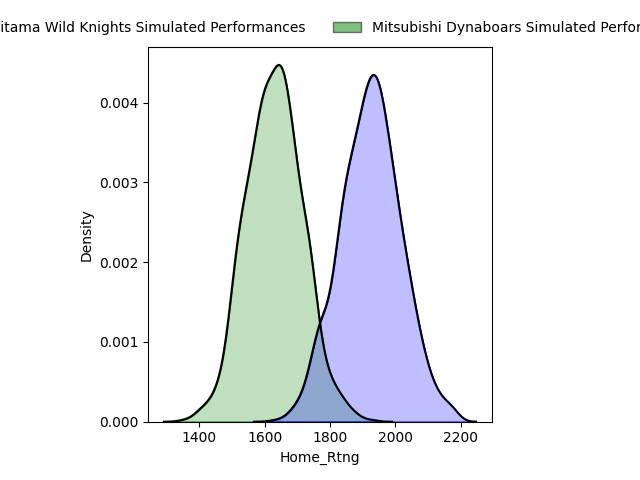 itama Wild Knights Simulated Performances Mitsubishi Dynaboars Simulated Perfor
0.004
0.003
0.002
0.001
0.000
Density
1400 1600 1800 2000 2200
Home_Rtng